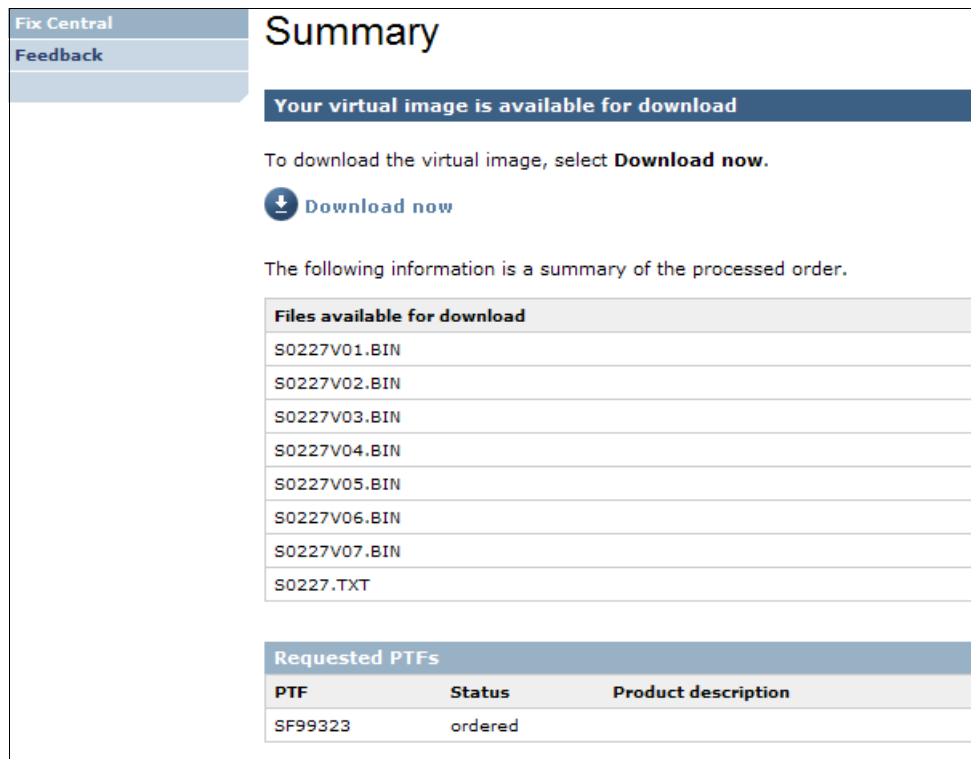 Fix Central
Feedback
Summary
Your virtual image is available for download
To download the virtual image, select Download now.
Download now
The following information is a summary of the processed order.
Files available for download
S0227V01.BIN
S0227V02.BIN
S0227V03.BIN
S0227V04.BIN
S0227V05.BIN
S0227V06.BIN
S0227V07.BIN
S0227.TXT
Requested PTFs
PTF Status Product description
SF99323 ordered